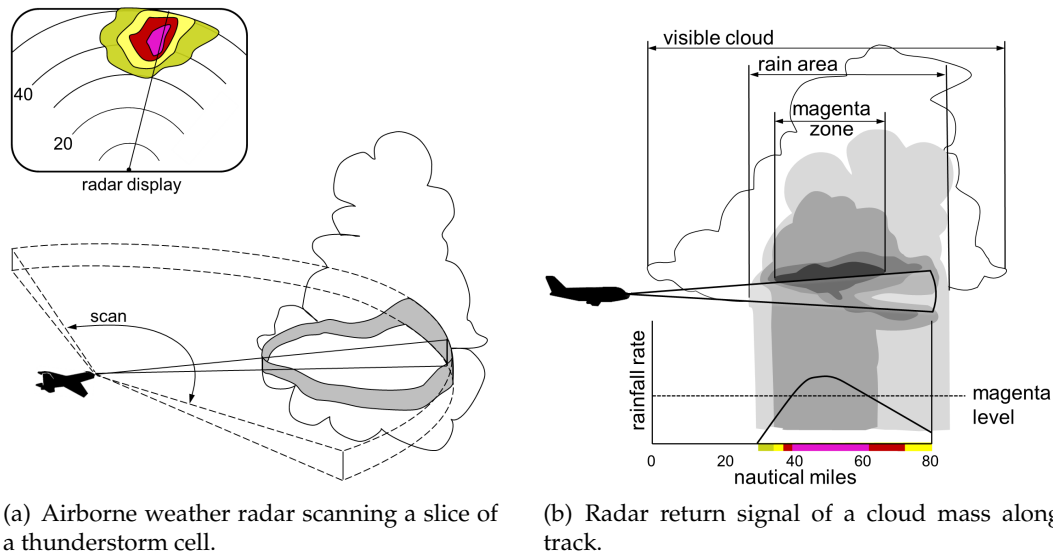 40
20
radar display
scan
visible cloud
rain area
magenta
zone
rainfall rate
magenta
level
0 20 40 60 80
nautical miles
(a) Airborne weather radar scanning a slice of
a thunderstorm cell.
(b) Radar return signal of a cloud mass along
track.